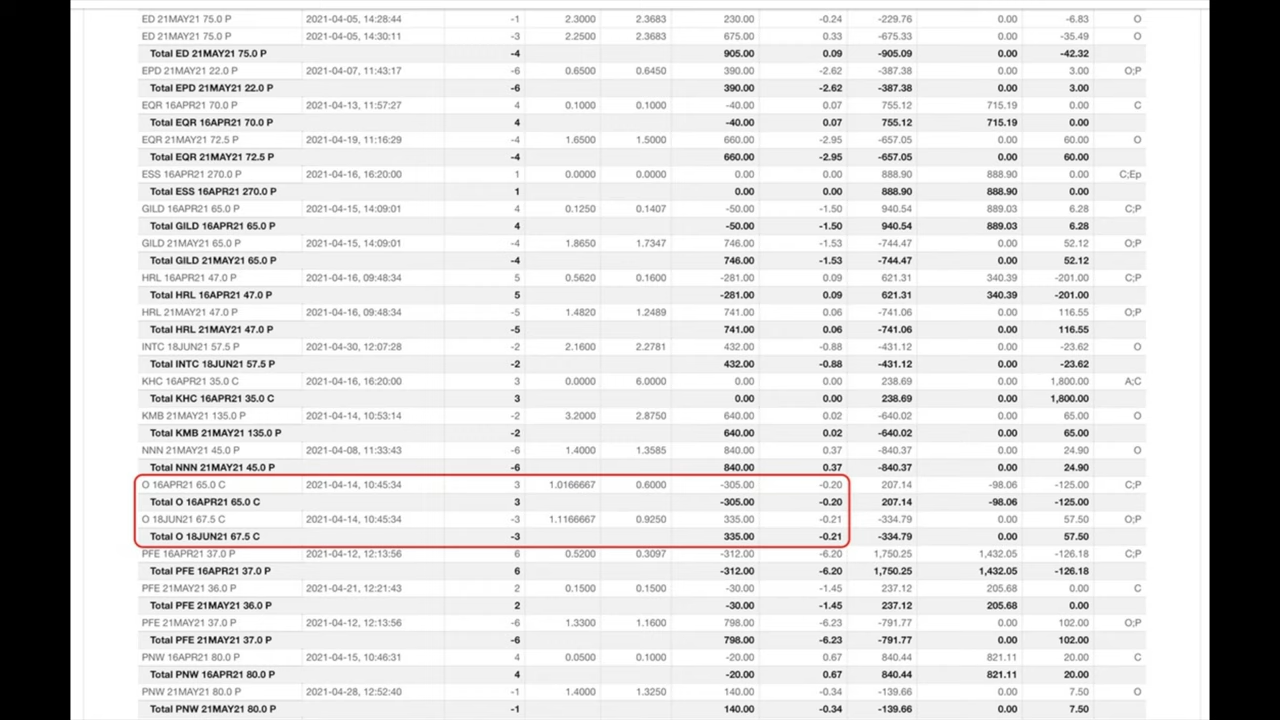 ED 21MAY21 75.0 P 2021-04-05, 14:28:44 -1 2.3000 2.3683 230.00 -0.24 -229.76 0.00 -6.83 O
ED 21MAY21 75.0 P 2021-04-05, 14:30:11 -3 2.2500 2.3683 675.00 0.33 -675.33 0.00 -35.49 O
Total ED 21MAY21 75.0 P -4 905.00 0.09 -905.09 0.00 -42.32
EPD 21MAY21 22.0 P 2021-04-07, 11:43:17 -6 0.6500 0.6450 390.00 -2.62 -387.38 0.00 3.00 O;P
Total EPD 21MAY21 22.0 P -6 390.00 -2.62 -387.38 0.00 3.00
EQR 16APR21 70.0 P 2021-04-13, 11:57:27 4 0.1000 0.1000 -40.00 0.07 755.12 715.19 0.00 C
Total EQR 16APR21 70.0 P 4 -40.00 0.07 755.12 715.19 0.00
EQR 21MAY21 72.5 P 2021-04-19, 11:16:29 -4 1.6500 1.5000 660.00 -2.95 -657.05 0.00 60.00 O
Total EQR 21MAY21 72.5 P -4 660.00 -2.95 -657.05 0.00 60.00
ESS 16APR21 270.0 P 2021-04-16, 16:20:00 1 0.0000 0.0000 0.00 0.00 888.90 888.90 0.00 C;Ep
Total ESS 16APR21 270.0 P 1 0.00 0.00 888.90 888.90 0.00
GILD 16APR21 65.0 P 2021-04-15, 14:09:01 4 0.1250 0.1407 -50.00 -1.50 940.54 889.03 6.28 C;P
Total GILD 16APR21 65.0 P 4 -50.00 -1.50 940.54 889.03 6.28
GILD 21MAY21 65.0 P 2021-04-15, 14:09:01 -4 1.8650 1.7347 746.00 -1.53 -744.47 0.00 52.12 O;P
Total GILD 21MAY21 65.0 P -4 746.00 -1.53 -744.47 0.00 52.12
HRL 16APR21 47.0 P 2021-04-16, 09:48:34 5 0.5620 0.1600 -281.00 0.09 621.31 340.39 -201.00 C;P
Total HRL 16APR21 47.0 P 5 -281.00 0.09 621.31 340.39 -201.00
HRL 21MAY21 47.0 P 2021-04-16, 09:48:34 -5 1.4820 1.2489 741.00 0.06 -741.06 0.00 116.55 O;P
Total HRL 21MAY21 47.0 P -5 741.00 0.06 -741.06 0.00 116.55
INTC 18JUN21 57.5 P 2021-04-30, 12:07:28 -2 2.1600 2.2781 432.00 -0.88 -431.12 0.00 -23.62 O
Total INTC 18JUN21 57.5 P -2 432.00 -0.88 -431.12 0.00 -23.62
KHC 16APR21 35.0 C 2021-04-16, 16:20:00 3 0.0000 6.0000 0.00 0.00 238.69 0.00 1,800.00 A;C
Total KHC 16APR21 35.0 C 3 0.00 0.00 238.69 0.00 1,800.00
KMB 21MAY21 135.0 P 2021-04-14, 10:53:14 -2 3.2000 2.8750 640.00 0.02 -640.02 0.00 65.00 O
Total KMB 21MAY21 135.0 P -2 640.00 0.02 -640.02 0.00 65.00
NNN 21MAY21 45.0 P 2021-04-08, 11:33:43 -6 1.4000 1.3585 840.00 0.37 -840.37 0.00 24.90 O
Total NNN 21MAY21 45.0 P -6 840.00 0.37 -840.37 0.00 24.90
O 16APR21 65.0 C 2021-04-14, 10:45:34 3 1.0166667 0.6000 -305.00 -0.20 207.14 -98.06 -125.00 C;P
Total O 16APR21 65.0 C 3 -305.00 -0.20 207.14 -98.06 -125.00
O 18JUN21 67.5 C 2021-04-14, 10:45:34 -3 1.1166667 0.9250 335.00 -0.21 -334.79 0.00 57.50 O;P
Total O 18JUN21 67.5 C -3 335.00 -0.21 -334.79 0.00 57.50
PFE 16APR21 37.0 P 2021-04-12, 12:13:56 6 0.5200 0.3097 -312.00 -6.20 1,750.25 1,432.05 -126.18 C;P
Total PFE 16APR21 37.0 P 6 -312.00 -6.20 1,750.25 1,432.05 -126.18
PFE 21MAY21 36.0 P 2021-04-21, 12:21:43 2 0.1500 0.1500 -30.00 -1.45 237.12 205.68 0.00 C
Total PFE 21MAY21 36.0 P 2 -30.00 -1.45 237.12 205.68 0.00
PFE 21MAY21 37.0 P 2021-04-12, 12:13:56 -6 1.3300 1.1600 798.00 -6.23 -791.77 0.00 102.00 O;P
Total PFE 21MAY21 37.0 P -6 798.00 -6.23 -791.77 0.00 102.00
PNW 16APR21 80.0 P 2021-04-15, 10:46:31 4 0.0500 0.1000 -20.00 0.67 840.44 821.11 20.00 C
Total PNW 16APR21 80.0 P 4 -20.00 0.67 840.44 821.11 20.00
PNW 21MAY21 80.0 P 2021-04-28, 12:52:40 -1 1.4000 1.3250 140.00 -0.34 -139.66 0.00 7.50 O
Total PNW 21MAY21 80.0 P -1 140.00 -0.34 -139.66 0.00 7.50